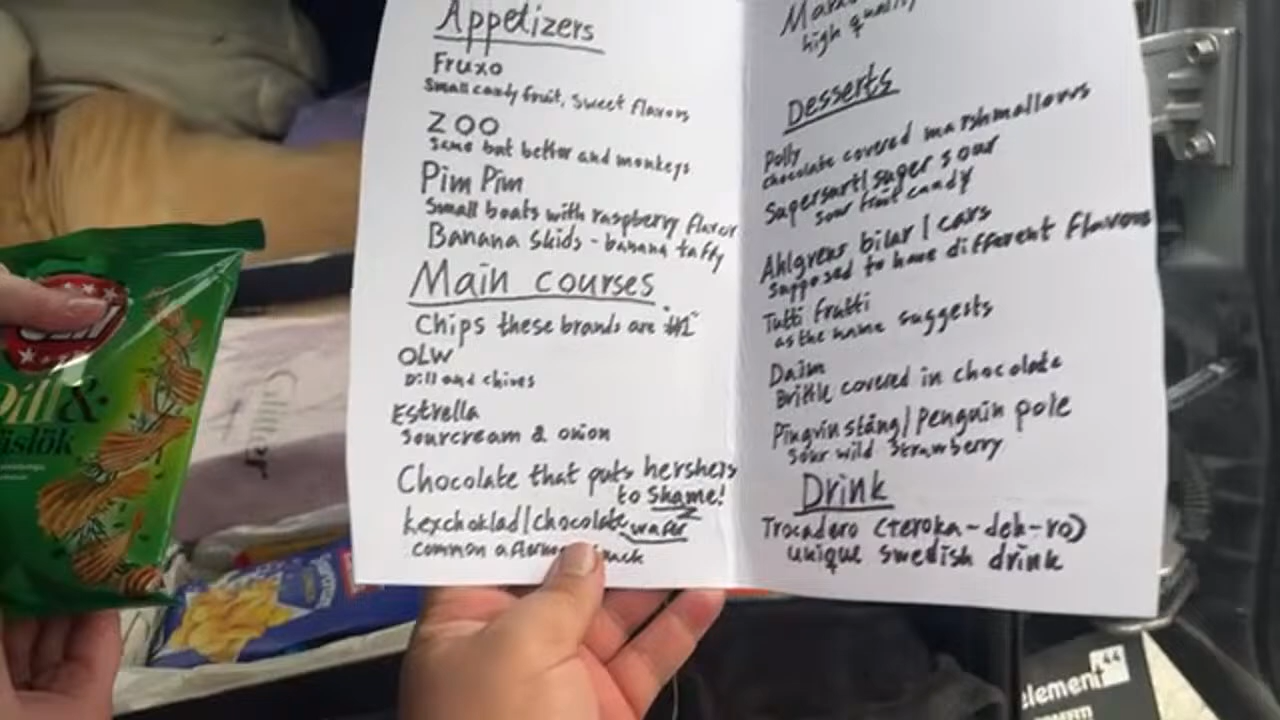 Appetizers
Fruxo
Small candy fruit, sweet flavors
ZOO
Same but better and monkeys
Pim Pim
Small boats with raspberry flavor
Banana Skids - banana taffy
Main courses
Chips these brands are #1
OLW
Dill and chives
Estrella
Sourcream & onion
Chocolate that puts hersheys
to Shame!
kexchoklad/chocolate wafer
common
high quality
Desserts
Polly
Chocolate covered marshmallows
Supersurt/super sour
Sour fruit candy
Ahlgrens bilar / cars
Supposed to have different flavors
Tutti frutti
as the name suggests
Daim
Brittle covered in chocolate
Pingvinstång/Penguin pole
Sour wild strawberry
Drink
Trocadero (teroka-deh-ro)
unique swedish drink
Dill &
Glitter
element